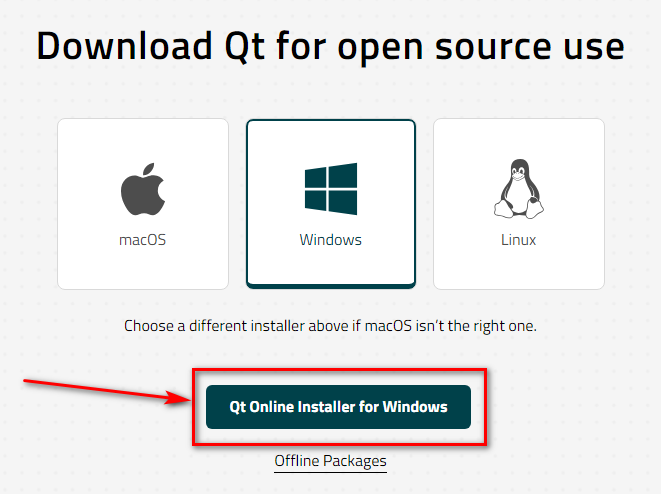 Download Qt for open source use
macOS
Windows
Linux
Choose a different installer above if macOS isn't the right one.
Qt Online Installer for Windows
Offline Packages